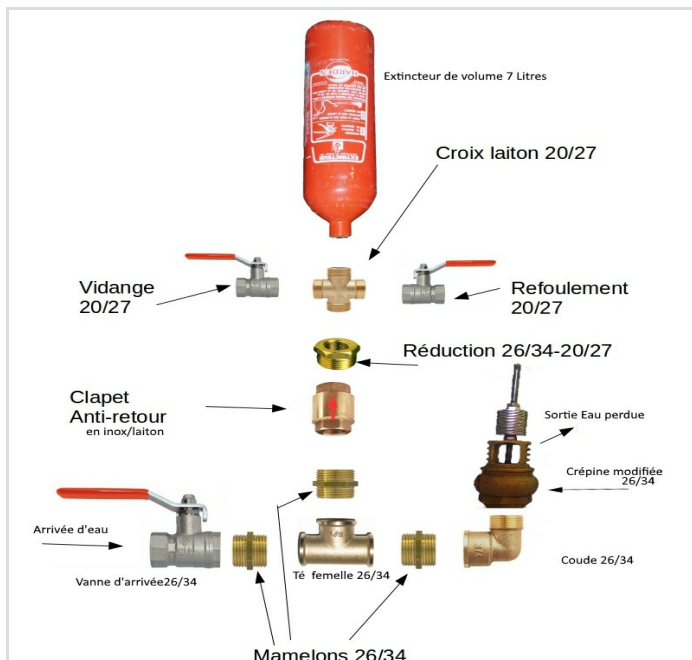 Extincteur de volume 7 Litres
Croix laiton 20/27
Vidange
20/27
Refoulement
20/27
Réduction 26/34-20/27
Clapet
Anti-retour
en inox/laiton
Sortie Eau perdue
Crépine modifiée
26/34
Arrivée d'eau
Vanne d'arrivée26/34
Té femelle 26/34
Coude 26/34
Mamelons 26/34
EXTINCTEUR